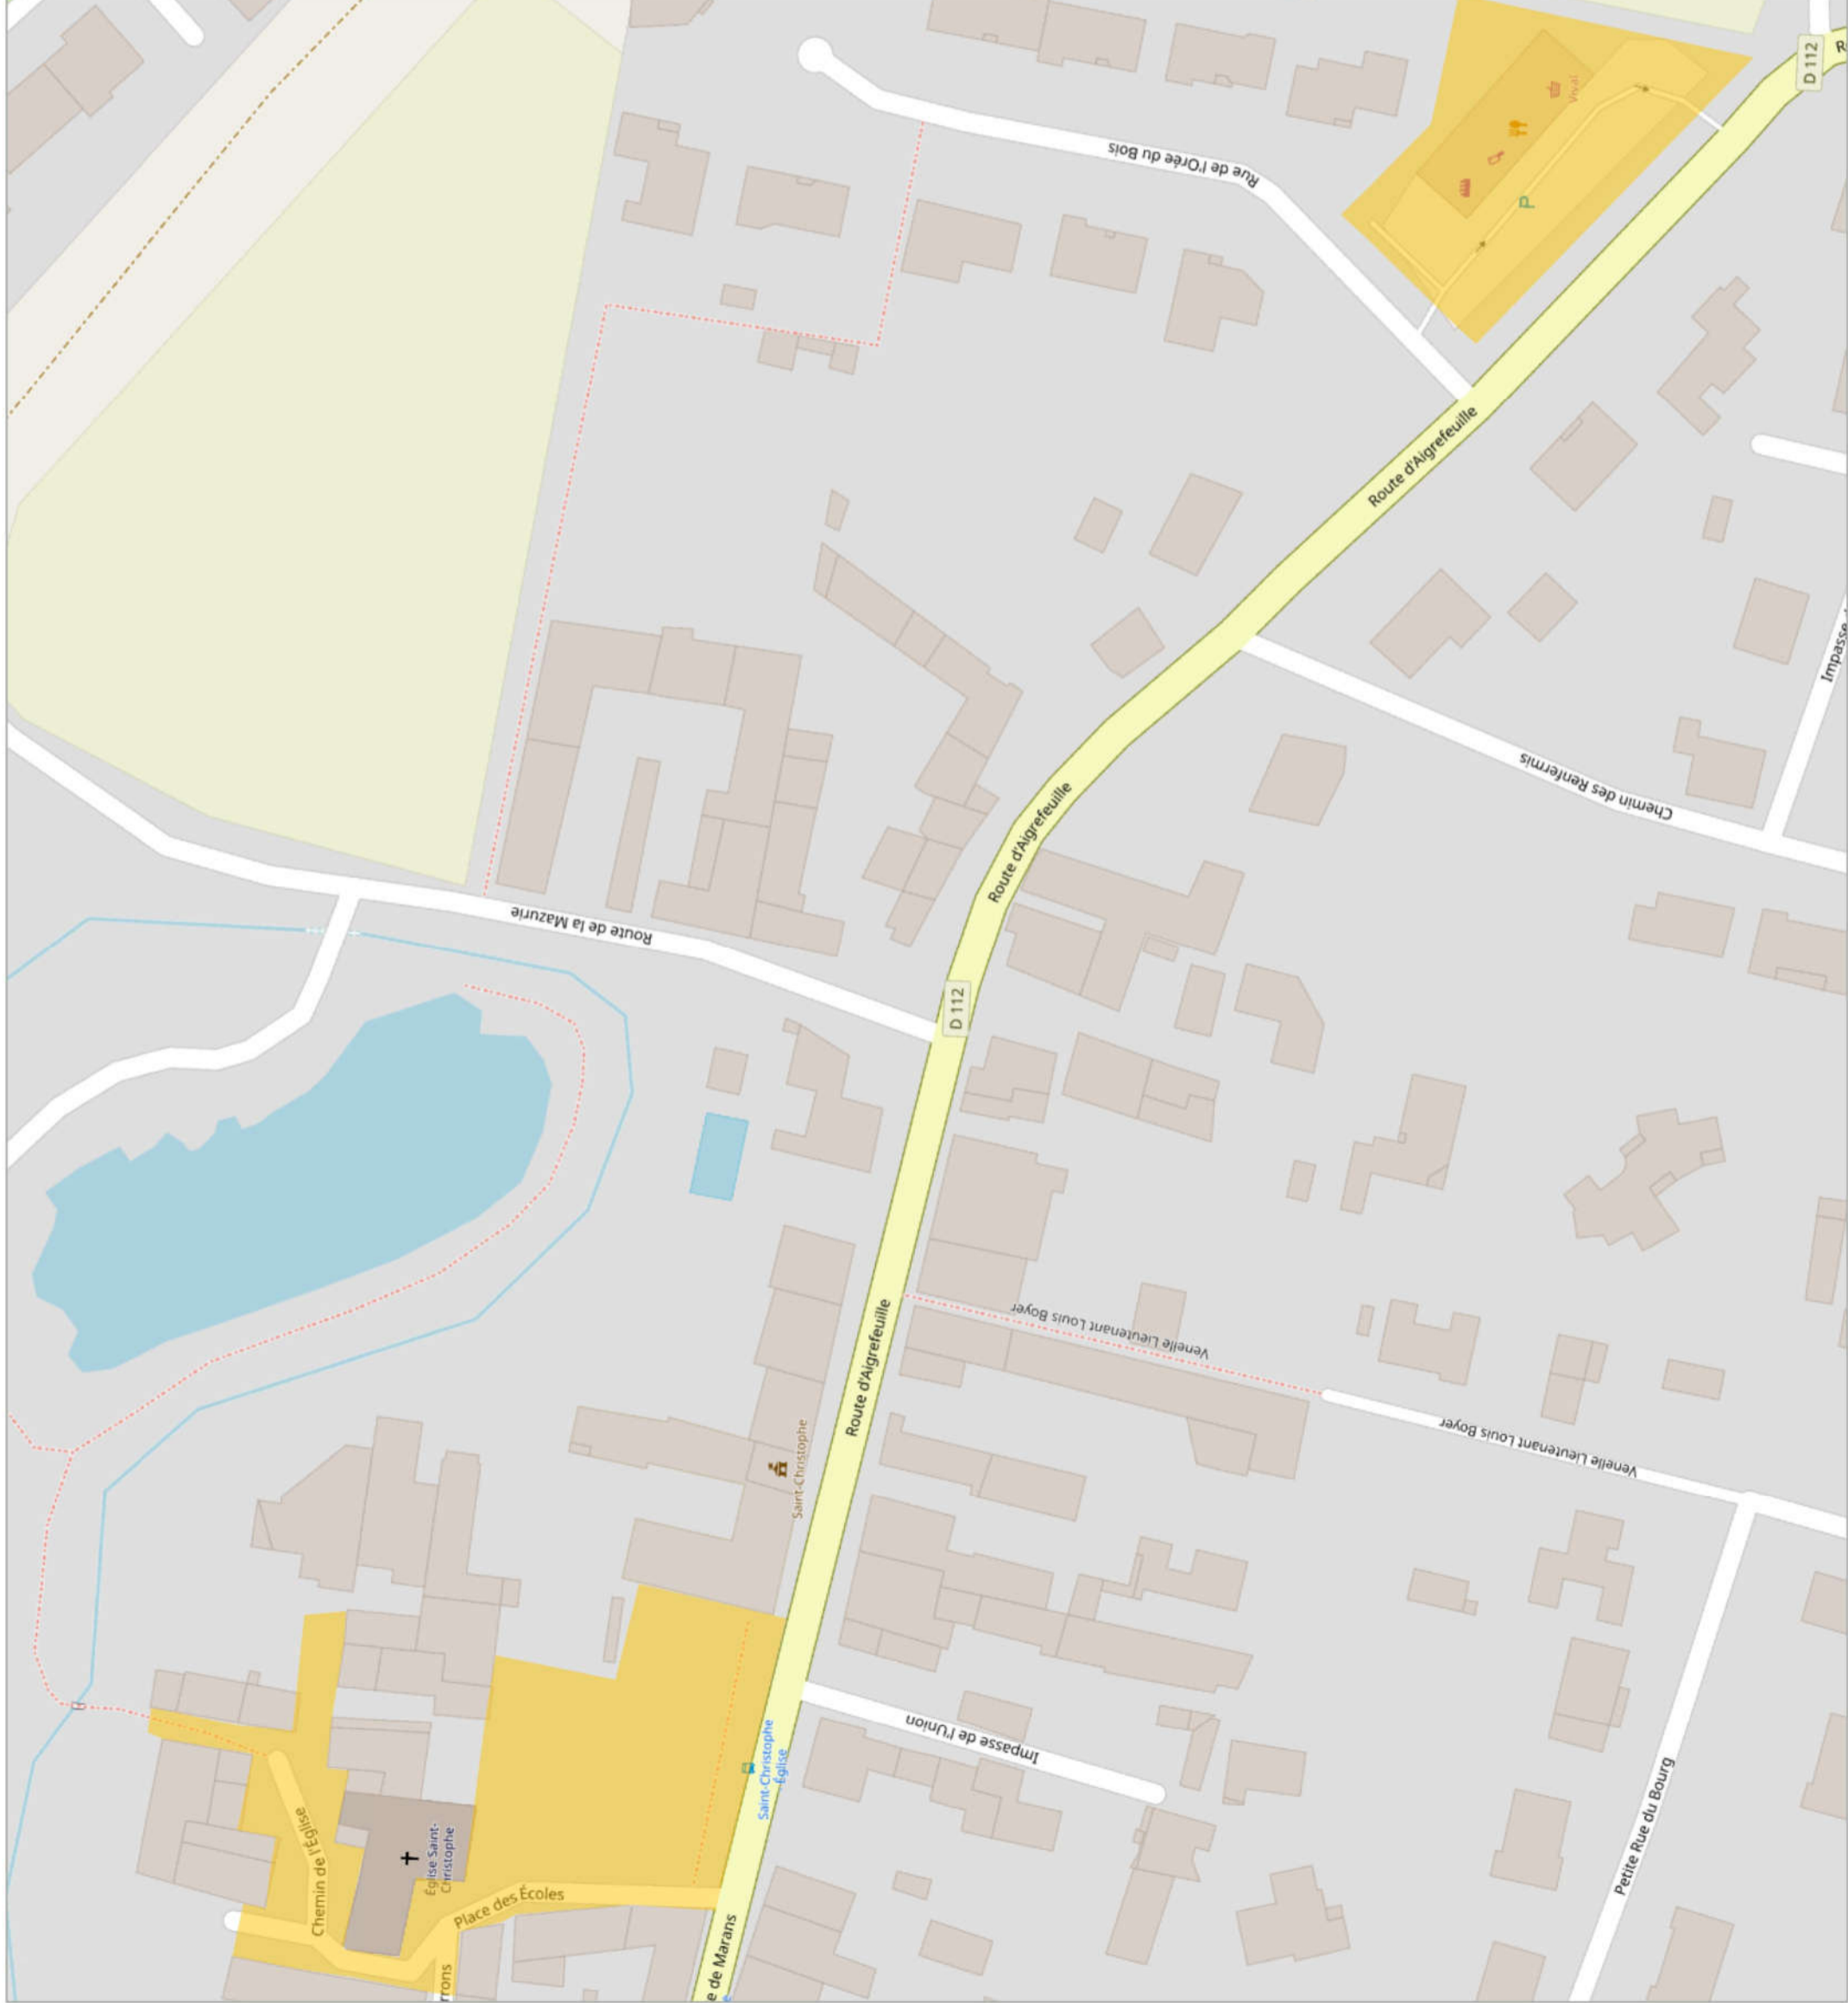 D 112
R
Vival
P
Rue de l'Orée du Bois
Route d'Aigrefeuille
Impasse
Chemin des Renfermis
Route d'Aigrefeuille
Route de la Mazurie
D 112
Venelle Lieutenant Louis Boyer
Route d'Aigrefeuille
Saint-Christophe
Venelle Lieutenant Louis Boyer
Impasse de l'Union
Saint-Christophe
Église
Petite Rue du Bourg
Chemin de l'Église
Église Saint-
Christophe
Place des Écoles
e de Marans
rrons
e